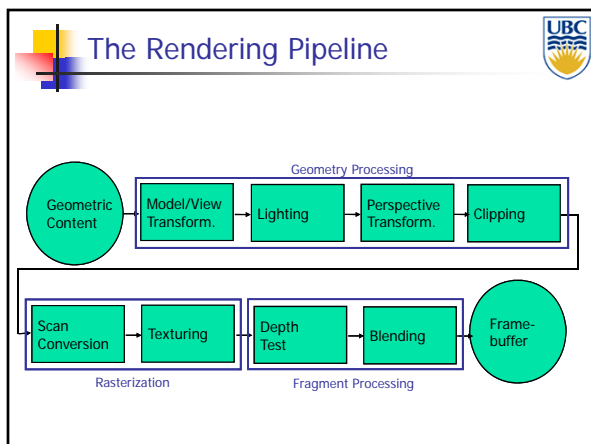 The Rendering Pipeline
UBC
Geometry Processing
Geometric
Content
Model/View
Transform.
Lighting
Perspective
Transform.
Clipping
Scan
Conversion
Texturing
Depth
Test
Blending
Frame-
buffer
Rasterization
Fragment Processing